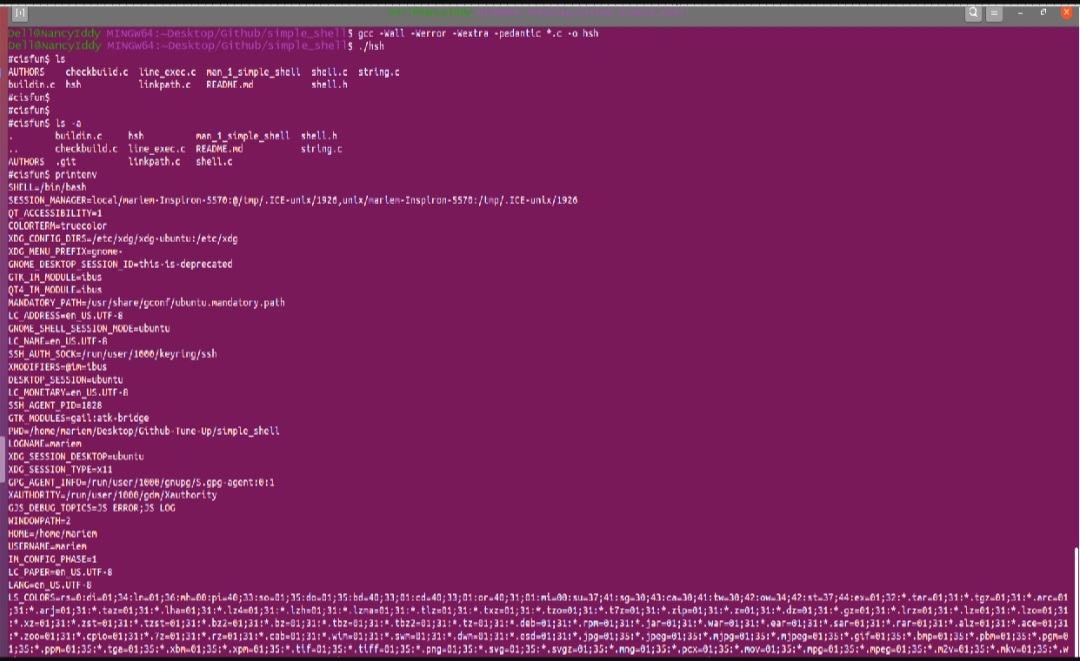 Dell@NancyIddy MINGW64:~Desktop/Github/simple_shell$ gcc -Wall -Werror -Wextra -pedantic *.c -o hsh
Dell@NancyIddy MINGW64:~Desktop/Github/simple_shell$ ./hsh
#cisfun$ ls
AUTHORS checkbuild.c line_exec.c man_1_simple_shell shell.c string.c
buildin.c hsh linkpath.c README.md shell.h
#cisfun$
#cisfun$
#cisfun$ ls -a
. buildin.c hsh man_1_simple_shell shell.h
.. checkbuild.c line_exec.c README.md string.c
AUTHORS .git linkpath.c shell.c
#cisfun$ printenv
SHELL=/bin/bash
SESSION_MANAGER=local/mariem-Inspiron-5570:@/tmp/.ICE-unix/1926,unix/mariem-Inspiron-5570:/tmp/.ICE-unix/1926
QT_ACCESSIBILITY=1
COLORTERM=truecolor
XDG_CONFIG_DIRS=/etc/xdg/xdg-ubuntu:/etc/xdg
XDG_MENU_PREFIX=gnome-
GNOME_DESKTOP_SESSION_ID=this-is-deprecated
GTK_IM_MODULE=ibus
QT4_IM_MODULE=ibus
MANDATORY_PATH=/usr/share/gconf/ubuntu.mandatory.path
LC_ADDRESS=en_US.UTF-8
GNOME_SHELL_SESSION_MODE=ubuntu
LC_NAME=en_US.UTF-8
SSH_AUTH_SOCK=/run/user/1000/keyring/ssh
XMODIFIERS=@im=ibus
DESKTOP_SESSION=ubuntu
LC_MONETARY=en_US.UTF-8
SSH_AGENT_PID=1828
GTK_MODULES=gail:atk-bridge
PWD=/home/mariem/Desktop/Github-Tune-Up/simple_shell
LOGNAME=mariem
XDG_SESSION_DESKTOP=ubuntu
XDG_SESSION_TYPE=x11
GPG_AGENT_INFO=/run/user/1000/gnupg/S.gpg-agent:0:1
XAUTHORITY=/run/user/1000/gdm/Xauthority
GJS_DEBUG_TOPICS=JS ERROR;JS LOG
WINDOWPATH=2
HOME=/home/mariem
USERNAME=mariem
IM_CONFIG_PHASE=1
LC_PAPER=en_US.UTF-8
LANG=en_US.UTF-8
LS_COLORS=rs=0:di=01;34:ln=01;36:mh=00:pi=40;33:so=01;35:do=01;35:bd=40;33;01:cd=40;33;01:or=40;31;01:mi=00:su=37;41:sg=30;43:ca=30;41:tw=30;42:ow=34;42:st=37;44:ex=01;32:*.tar=01;31:*.tgz=01;31:*.arc=01
;31:*.arj=01;31:*.taz=01;31:*.lha=01;31:*.lz4=01;31:*.lzh=01;31:*.lzma=01;31:*.tlz=01;31:*.txz=01;31:*.tzo=01;31:*.t7z=01;31:*.zip=01;31:*.z=01;31:*.dz=01;31:*.gz=01;31:*.lrz=01;31:*.lz=01;31:*.lzo=01;31
:*.xz=01;31:*.zst=01;31:*.tzst=01;31:*.bz2=01;31:*.bz=01;31:*.tbz=01;31:*.tbz2=01;31:*.tz=01;31:*.deb=01;31:*.rpm=01;31:*.jar=01;31:*.war=01;31:*.ear=01;31:*.sar=01;31:*.rar=01;31:*.alz=01;31:*.ace=01;31
:*.zoo=01;31:*.cpio=01;31:*.7z=01;31:*.rz=01;31:*.cab=01;31:*.wim=01;31:*.swm=01;31:*.dwm=01;31:*.esd=01;31:*.jpg=01;35:*.jpeg=01;35:*.mjpg=01;35:*.mjpeg=01;35:*.gif=01;35:*.bmp=01;35:*.pbm=01;35:*.pgm=0
1;35:*.ppm=01;35:*.tga=01;35:*.xbm=01;35:*.xpm=01;35:*.tif=01;35:*.tiff=01;35:*.png=01;35:*.svg=01;35:*.svgz=01;35:*.mng=01;35:*.pcx=01;35:*.mov=01;35:*.mpg=01;35:*.mpeg=01;35:*.m2v=01;35:*.mkv=01;35:*.w